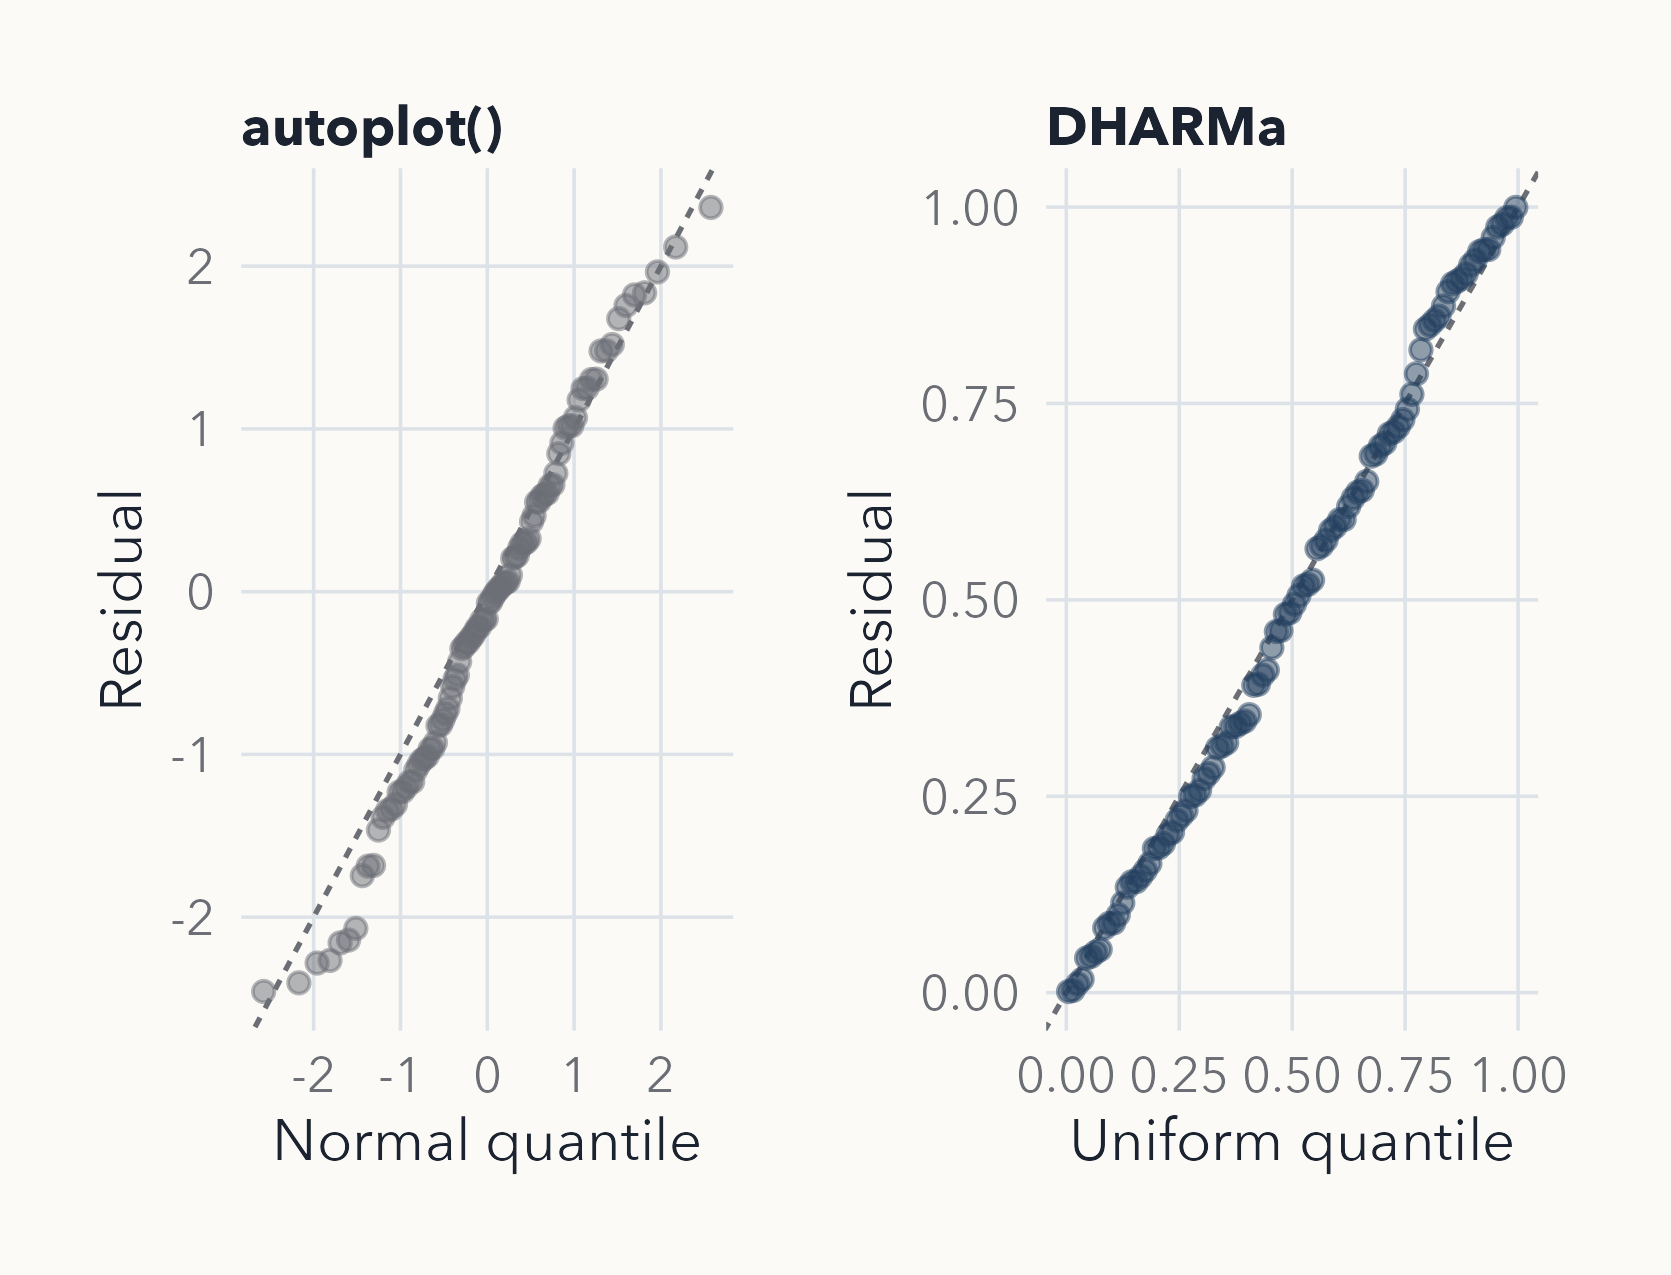 autoplot()
Residual
2
1
0
-1
-2
-2 -1 0 1 2
Normal quantile
DHARMa
Residual
1.00
0.75
0.50
0.25
0.00
0.00 0.25 0.50 0.75 1.00
Uniform quantile